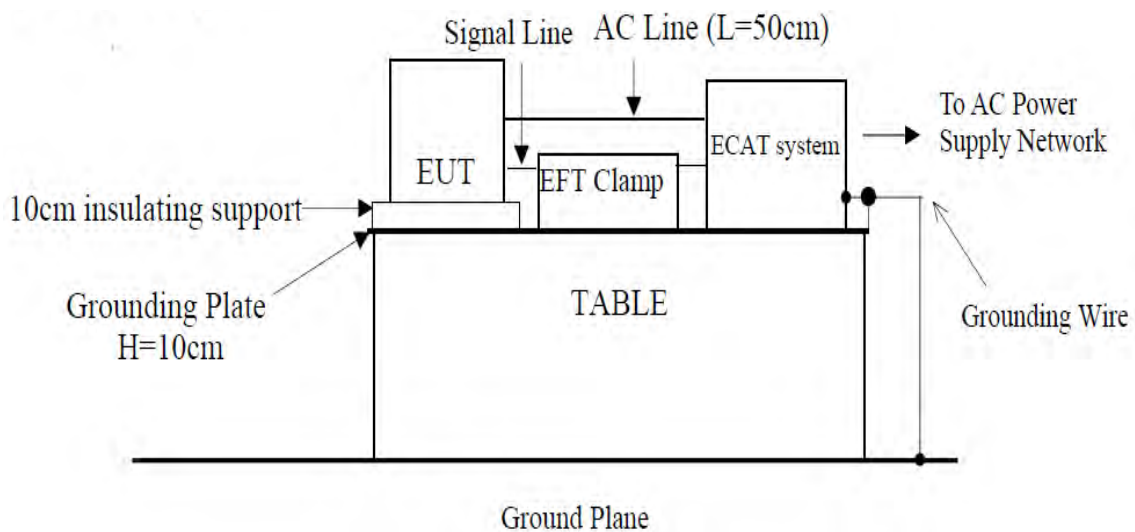 Signal Line
AC Line (L=50cm)
To AC Power
Supply Network
ECAT system
EUT
EFT Clamp
10cm insulating support
Grounding Plate
H=10cm
TABLE
Grounding Wire
Ground Plane